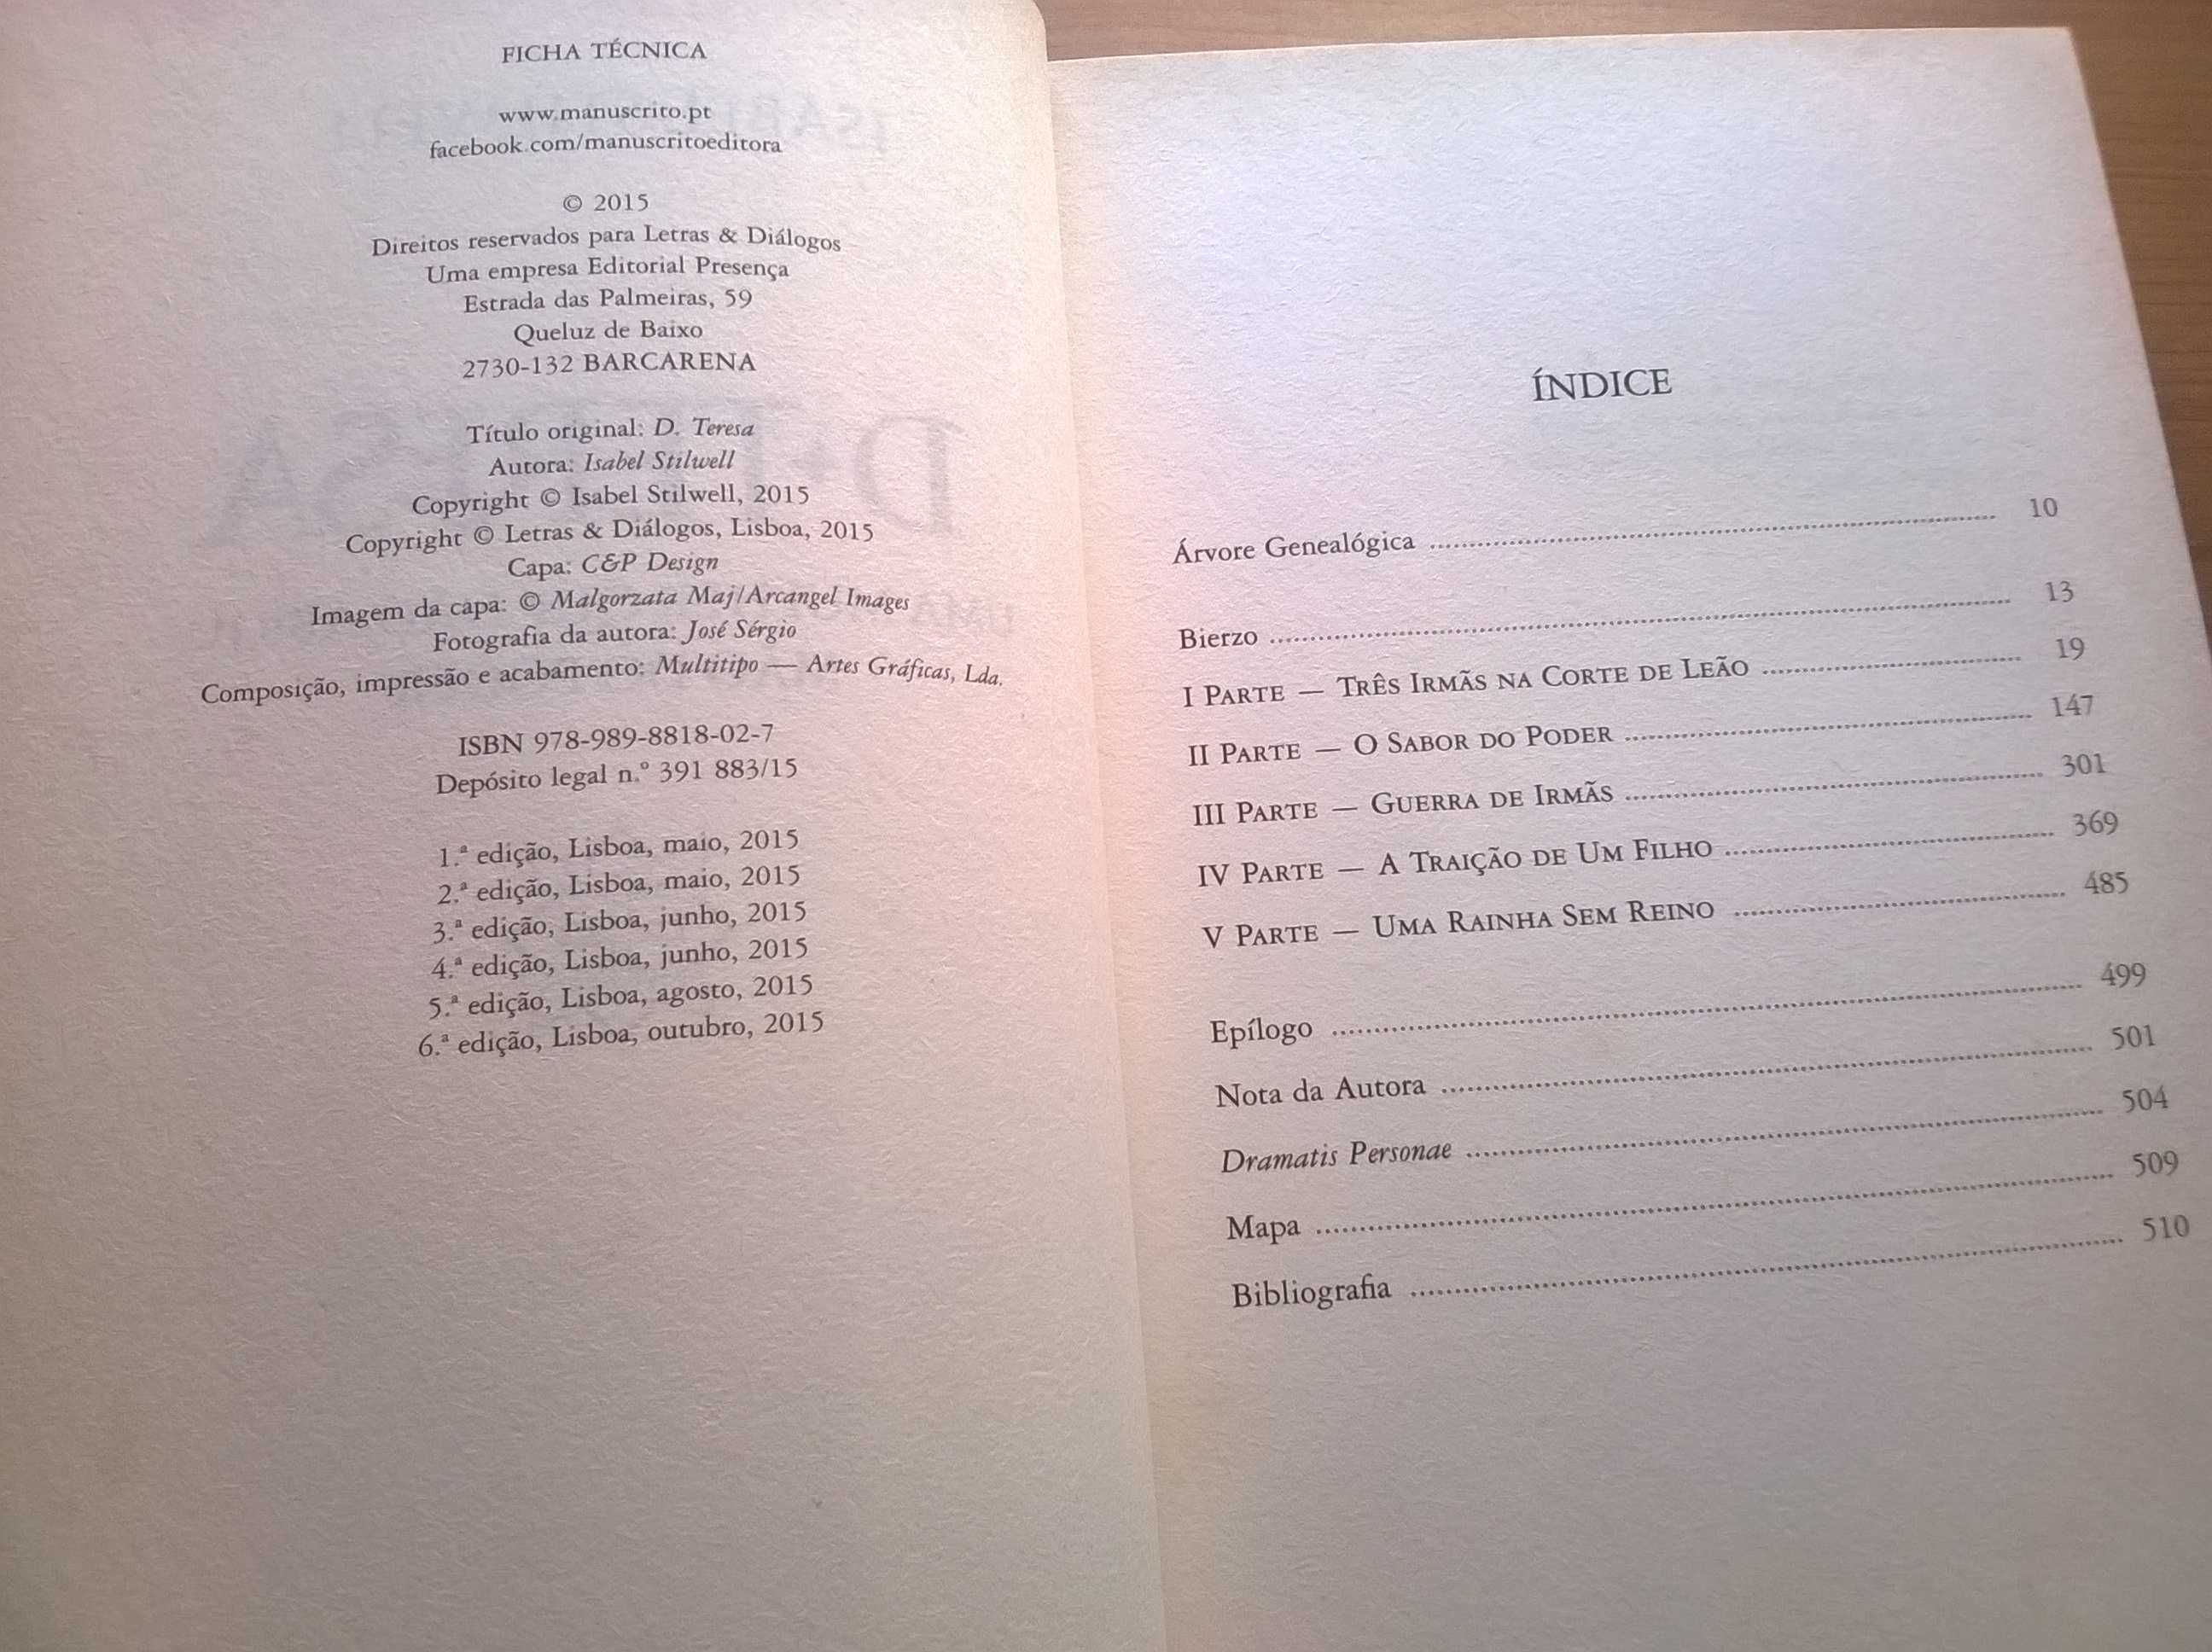 FICHA TÉCNICA
www.manuscrito.pt
facebook.com/manuscritoeditora
© 2015
Direitos reservados para Letras & Diálogos
Uma empresa Editorial Presença
Estrada das Palmeiras, 59
Queluz de Baixo
2730-132 BARCARENA
Título original: D. Teresa
Autora: Isabel Stilwell
Copyright © Isabel Stilwell, 2015
Copyright © Letras & Diálogos, Lisboa, 2015
Capa: C&P Design
Imagem da capa: © Malgorzata Maj/Arcangel Images
Fotografia da autora: José Sérgio
Composição, impressão e acabamento: Multitipo — Artes Gráficas, Lda.
ISBN 978-989-8818-02-7
Depósito legal n.º 391 883/15
1.ª edição, Lisboa, maio, 2015
2.ª edição, Lisboa, maio, 2015
3.ª edição, Lisboa, junho, 2015
4.ª edição, Lisboa, junho, 2015
5.ª edição, Lisboa, agosto, 2015
6.ª edição, Lisboa, outubro, 2015
ÍNDICE
Árvore Genealógica ........ 10
Bierzo ........ 13
I PARTE — TRÊS IRMÃS NA CORTE DE LEÃO ........ 19
II PARTE — O SABOR DO PODER ........ 147
III PARTE — GUERRA DE IRMÃS ........ 301
IV PARTE — A TRAIÇÃO DE UM FILHO ........ 369
V PARTE — UMA RAINHA SEM REINO ........ 485
Epílogo ........ 499
Nota da Autora ........ 501
Dramatis Personae ........ 504
Mapa ........ 509
Bibliografia ........ 510